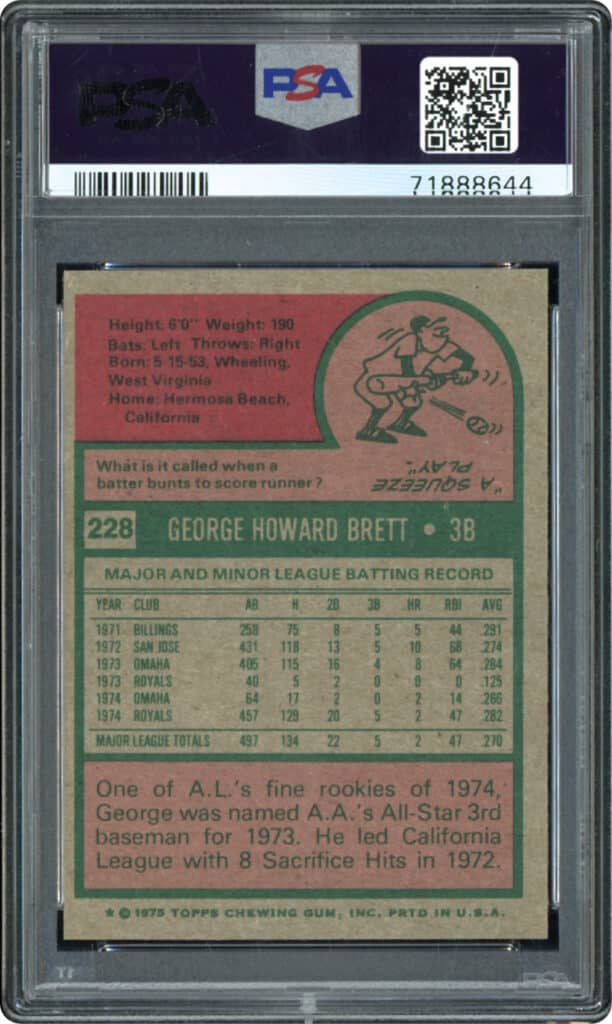 PSA
PSA
71888644
Height: 6'0" Weight: 190
Bats: Left Throws: Right
Born: 5-15-53, Wheeling,
West Virginia
Home: Hermosa Beach,
California
What is it called when a
batter bunts to score runner?
"A SQUEEZE
PLAY"
228 GEORGE HOWARD BRETT • 3B
MAJOR AND MINOR LEAGUE BATTING RECORD
YEAR CLUB AB H 2B 3B HR RBI AVG
1971 BILLINGS 258 75 8 5 5 44 .291
1972 SAN JOSE 431 118 13 5 10 68 .274
1973 OMAHA 405 115 16 4 8 64 .284
1973 ROYALS 40 5 2 0 0 0 .125
1974 OMAHA 64 17 2 0 2 14 .266
1974 ROYALS 457 129 20 5 2 47 .282
MAJOR LEAGUE TOTALS 497 134 22 5 2 47 .270
One of A.L.'s fine rookies of 1974,
George was named A.A.'s All-Star 3rd
baseman for 1973. He led California
League with 8 Sacrifice Hits in 1972.
★ © 1975 TOPPS CHEWING GUM, INC. PRTD IN U.S.A.
PSA